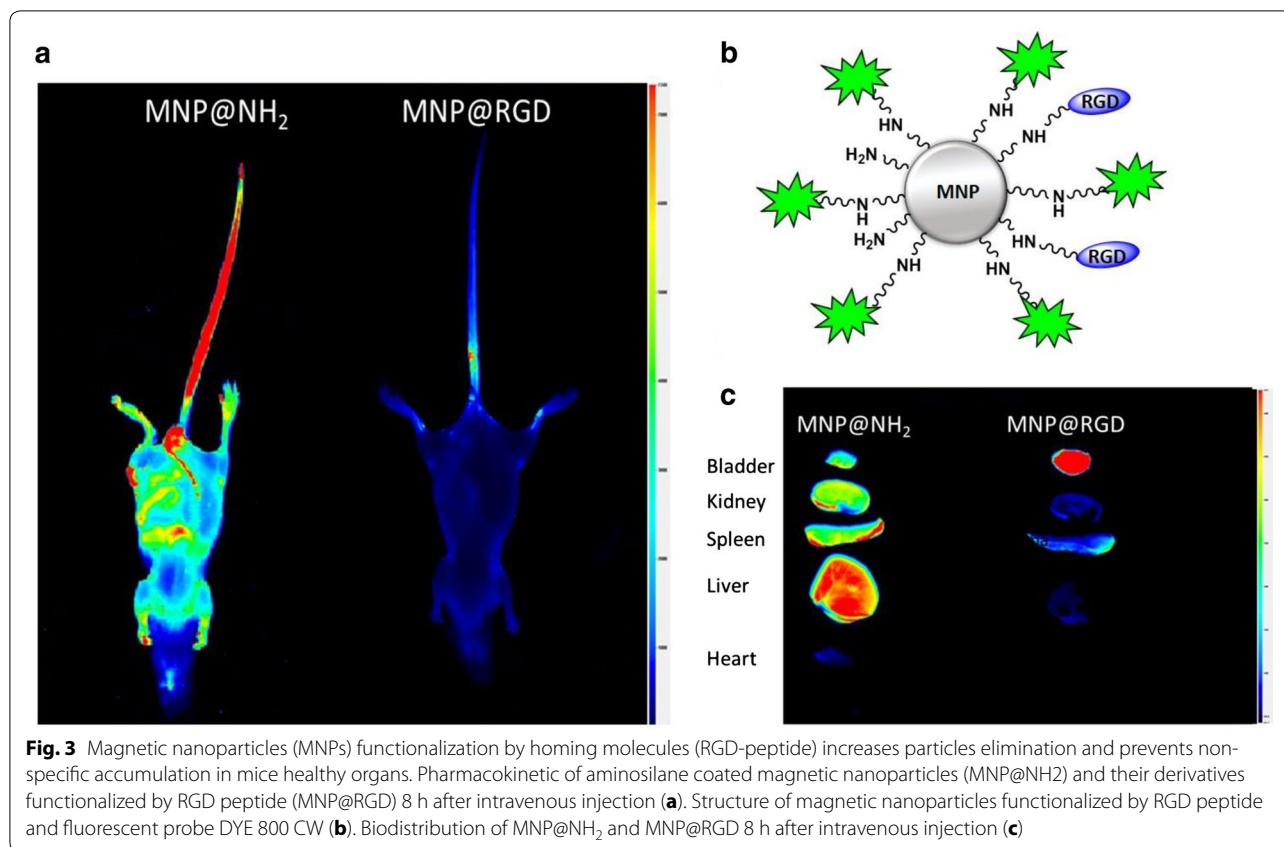 a
MNP@NH2 MNP@RGD
b
HN
NH
RGD
NH
H2N
MNP
N
H
N
H
H2N
HN
RGD
NH
HN
c
MNP@NH2 MNP@RGD
Bladder
Kidney
Spleen
Liver
Heart
Fig. 3 Magnetic nanoparticles (MNPs) functionalization by homing molecules (RGD-peptide) increases particles elimination and prevents non-
specific accumulation in mice healthy organs. Pharmacokinetic of aminosilane coated magnetic nanoparticles (MNP@NH2) and their derivatives
functionalized by RGD peptide (MNP@RGD) 8 h after intravenous injection (a). Structure of magnetic nanoparticles functionalized by RGD peptide
and fluorescent probe DYE 800 CW (b). Biodistribution of MNP@NH2 and MNP@RGD 8 h after intravenous injection (c)